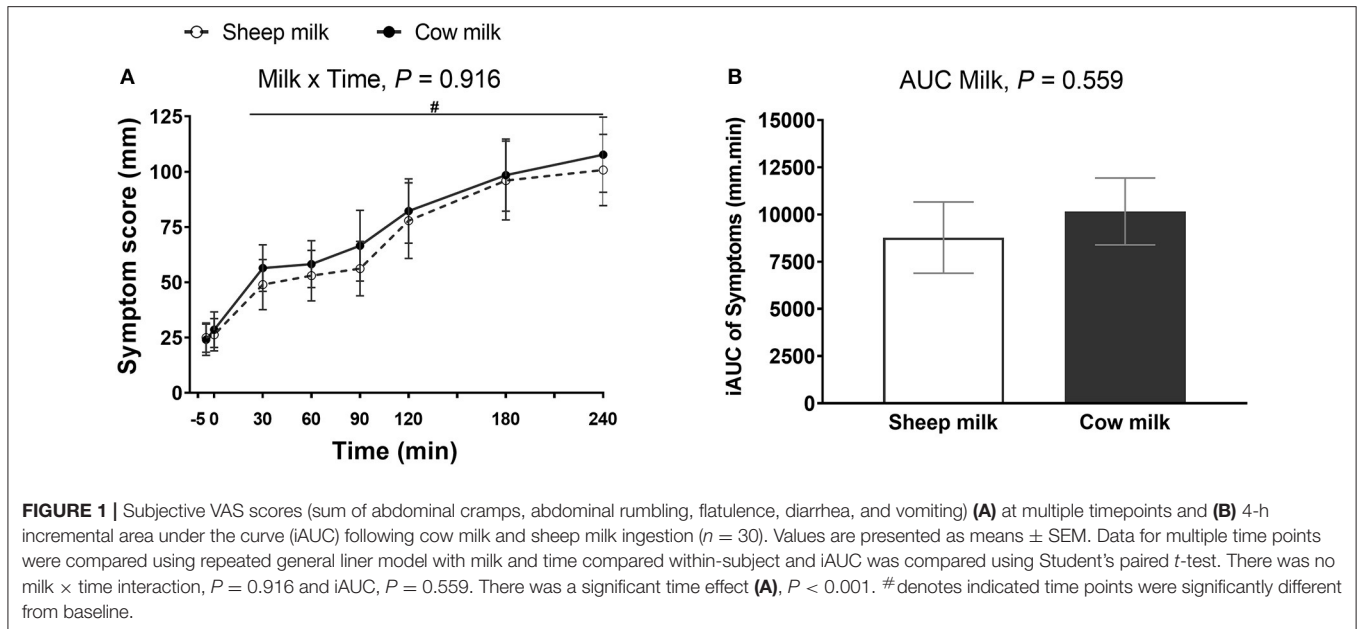 Sheep milk Cow milk
A Milk x Time, P = 0.916
#
125
100
75
50
25
0
Symptom score (mm)
-5 0 30 60 90 120 180 240
Time (min)
B AUC Milk, P = 0.559
15000
12500
10000
7500
5000
2500
0
iAUC of Symptoms (mm.min)
Sheep milk Cow milk
FIGURE 1 | Subjective VAS scores (sum of abdominal cramps, abdominal rumbling, flatulence, diarrhea, and vomiting) (A) at multiple timepoints and (B) 4-h
incremental area under the curve (iAUC) following cow milk and sheep milk ingestion (n = 30). Values are presented as means ± SEM. Data for multiple time points
were compared using repeated general liner model with milk and time compared within-subject and iAUC was compared using Student's paired t-test. There was no
milk × time interaction, P = 0.916 and iAUC, P = 0.559. There was a significant time effect (A), P < 0.001. #denotes indicated time points were significantly different
from baseline.